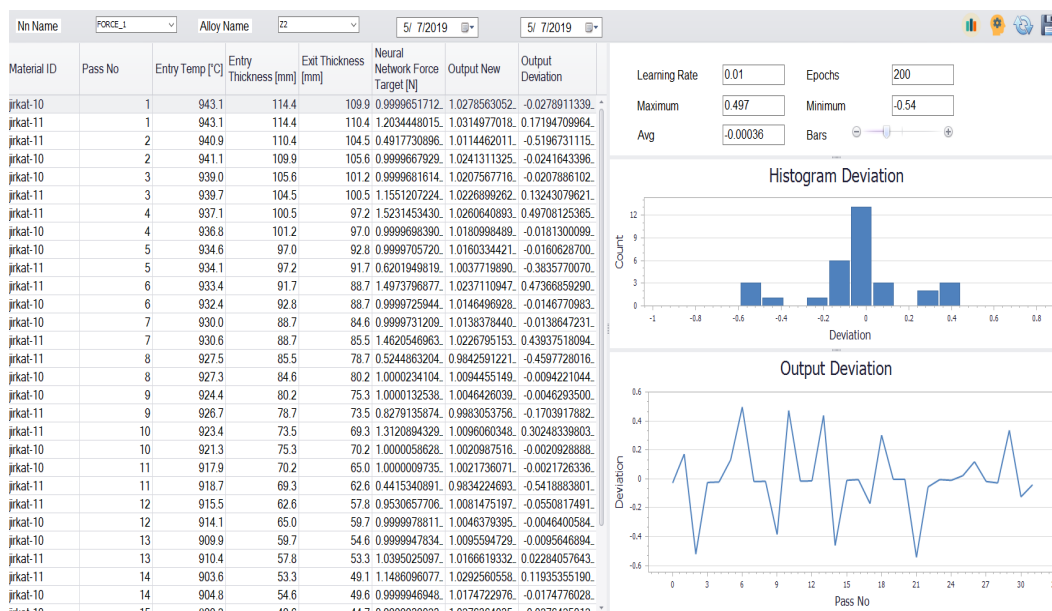 Nn Name FORCE_1 Alloy Name Z2 5/ 7/2019 5/ 7/2019
Material ID Pass No Entry Temp [°C] Entry Thickness [mm] Exit Thickness [mm] Neural Network Force Target [N] Output New Output Deviation
jirkat-10 1 943.1 114.4 109.9 0.9999651712... 1.0278563052... -0.0278911339...
jirkat-11 1 943.1 114.4 110.4 1.2034448015... 1.0314977018... 0.17194709964...
jirkat-11 2 940.9 110.4 104.5 0.4917730896... 1.0114462011... -0.5196731115...
jirkat-10 2 941.1 109.9 105.6 0.9999667929... 1.0241311325... -0.0241643396...
jirkat-10 3 939.0 105.6 101.2 0.9999681614... 1.0207567716... -0.0207886102...
jirkat-11 3 939.7 104.5 100.5 1.1551207224... 1.0226899262... 0.13243079621...
jirkat-11 4 937.1 100.5 97.2 1.5231453430... 1.0260640893... 0.49708125365...
jirkat-10 4 936.8 101.2 97.0 0.9999698390... 1.0180998489... -0.0181300099...
jirkat-10 5 934.6 97.0 92.8 0.9999705720... 1.0160334421... -0.0160628700...
jirkat-11 5 934.1 97.2 91.7 0.6201949819... 1.0037719890... -0.3835770070...
jirkat-11 6 933.4 91.7 88.7 1.4973796877... 1.0237110947... 0.47366859290...
jirkat-10 6 932.4 92.8 88.7 0.9999725944... 1.0146496928... -0.0146770983...
jirkat-10 7 930.0 88.7 84.6 0.9999731209... 1.0138378440... -0.0138647231...
jirkat-11 7 930.6 88.7 85.5 1.4620546963... 1.0226795153... 0.43937518094...
jirkat-11 8 927.5 85.5 78.7 0.5244863204... 0.9842591221... -0.4597728016...
jirkat-10 8 927.3 84.6 80.2 1.0000234104... 1.0094455149... -0.0094221044...
jirkat-10 9 924.4 80.2 75.3 1.0000132538... 1.0046426039... -0.0046293500...
jirkat-11 9 926.7 78.7 73.5 0.8279135874... 0.9983053756... -0.1703917882...
jirkat-11 10 923.4 73.5 69.3 1.3120894329... 1.0096060348... 0.30248339803...
jirkat-10 10 921.3 75.3 70.2 1.0000058628... 1.0020987516... -0.0020928888...
jirkat-10 11 917.9 70.2 65.0 1.0000009735... 1.0021736071... -0.0021726336...
jirkat-11 11 918.7 69.3 62.6 0.4415340891... 0.9834224693... -0.5418883801...
jirkat-11 12 915.5 62.6 57.8 0.9530657706... 1.0081475197... -0.0550817491...
jirkat-10 12 914.1 65.0 59.7 0.9999978811... 1.0046379395... -0.0046400584...
jirkat-10 13 909.9 59.7 54.6 0.9999947834... 1.0095594729... -0.0095646894...
jirkat-11 13 910.4 57.8 53.3 1.0395025097... 1.0166619332... 0.02284057643...
jirkat-11 14 903.6 53.3 49.1 1.1486096077... 1.0292560558... 0.11935355190...
jirkat-10 14 904.8 54.6 49.6 0.9999946948... 1.0174722976... -0.0174776028...
Learning Rate 0.01 Epochs 200
Maximum 0.497 Minimum -0.54
Avg -0.00036 Bars
Histogram Deviation
12
9
6
3
0
Count
-1 -0.8 -0.6 -0.4 -0.2 0 0.2 0.4 0.6 0.8
Deviation
Output Deviation
0.6
0.4
0.2
0
-0.2
-0.4
-0.6
Deviation
0 3 6 9 12 15 18 21 24 27 30
Pass No